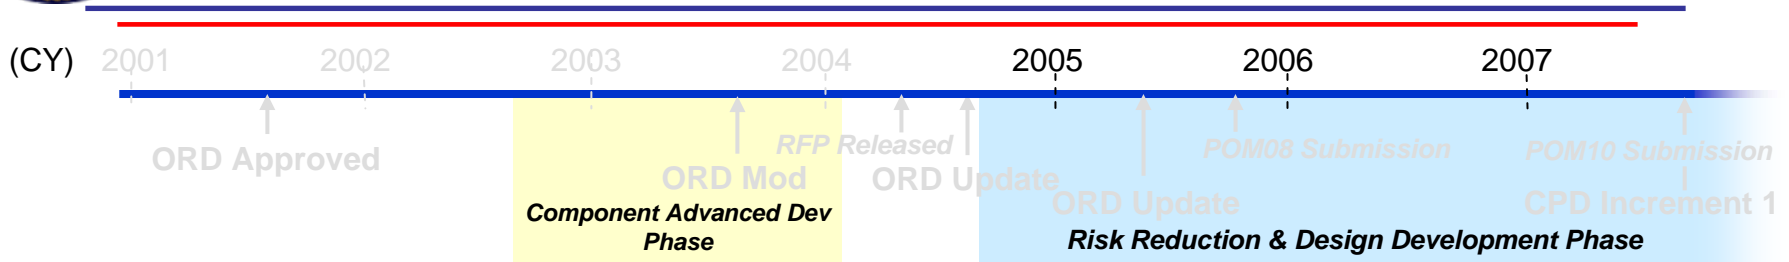 (CY) 2001 2002 2003 2004 2005 2006 2007
RFP Released POM08 Submission POM10 Submission
ORD Approved ORD Mod ORD Update ORD Update CPD Increment 1
Component Advanced Dev
Phase
Risk Reduction & Design Development Phase